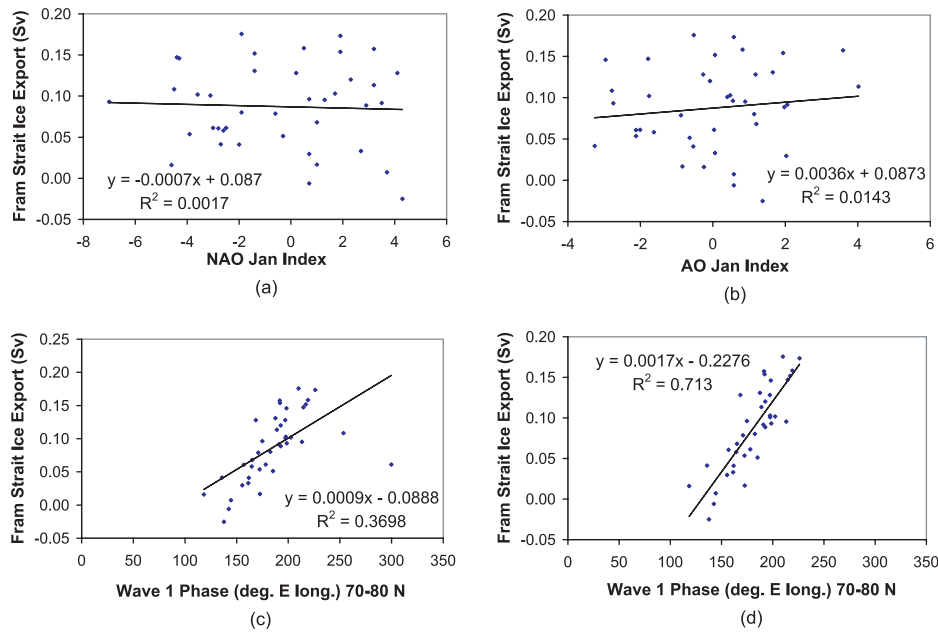 0.20
0.15
0.10
0.05
0.00
-0.05
Fram Strait Ice Export (Sv)
y = -0.0007x + 0.087
R² = 0.0017
-8 -6 -4 -2 0 2 4 6
NAO Jan Index
(a)
0.20
0.15
0.10
0.05
0.00
-0.05
Fram Strait Ice Export (Sv)
y = 0.0036x + 0.0873
R² = 0.0143
-4 -2 0 2 4 6
AO Jan Index
(b)
0.25
0.20
0.15
0.10
0.05
0.00
-0.05
Fram Strait Ice Export (Sv)
y = 0.0009x - 0.0888
R² = 0.3698
0 50 100 150 200 250 300 350
Wave 1 Phase (deg. E long.) 70-80 N
(c)
0.20
0.15
0.10
0.05
0.00
-0.05
Fram Strait Ice Export (Sv)
y = 0.0017x - 0.2276
R² = 0.713
0 50 100 150 200 250 300 350
Wave 1 Phase (deg. E long.) 70-80 N
(d)